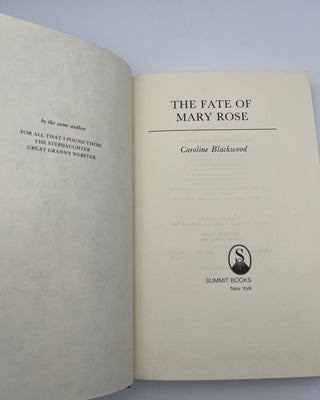 by the same author
FOR ALL THAT I FOUND THERE
THE STEPDAUGHTER
GREAT GRANNY WEBSTER
THE FATE OF
MARY ROSE
Caroline Blackwood
SUMMIT BOOKS
New York